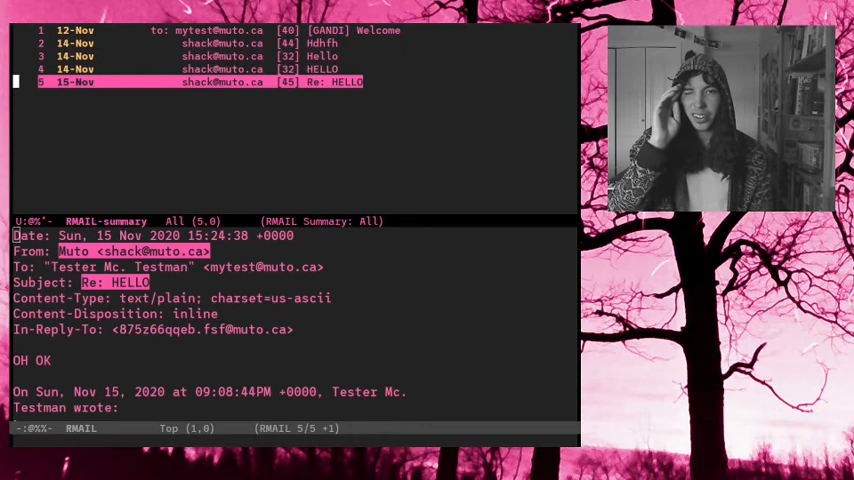 1 12-Nov to: mytest@muto.ca [40] [GANDI] Welcome
2 14-Nov shack@muto.ca [44] Hdhfh
3 14-Nov shack@muto.ca [32] Hello
4 14-Nov shack@muto.ca [32] HELLO
5 15-Nov shack@muto.ca [45] Re: HELLO
U:@%*- RMAIL-summary All (5,0) (RMAIL Summary: All)
Date: Sun, 15 Nov 2020 15:24:38 +0000
From: Muto <shack@muto.ca>
To: "Tester Mc. Testman" <mytest@muto.ca>
Subject: Re: HELLO
Content-Type: text/plain; charset=us-ascii
Content-Disposition: inline
In-Reply-To: <875z66qqeb.fsf@muto.ca>
OH OK
On Sun, Nov 15, 2020 at 09:08:44PM +0000, Tester Mc.
Testman wrote:
-:@%%- RMAIL Top (1,0) (RMAIL 5/5 +1)